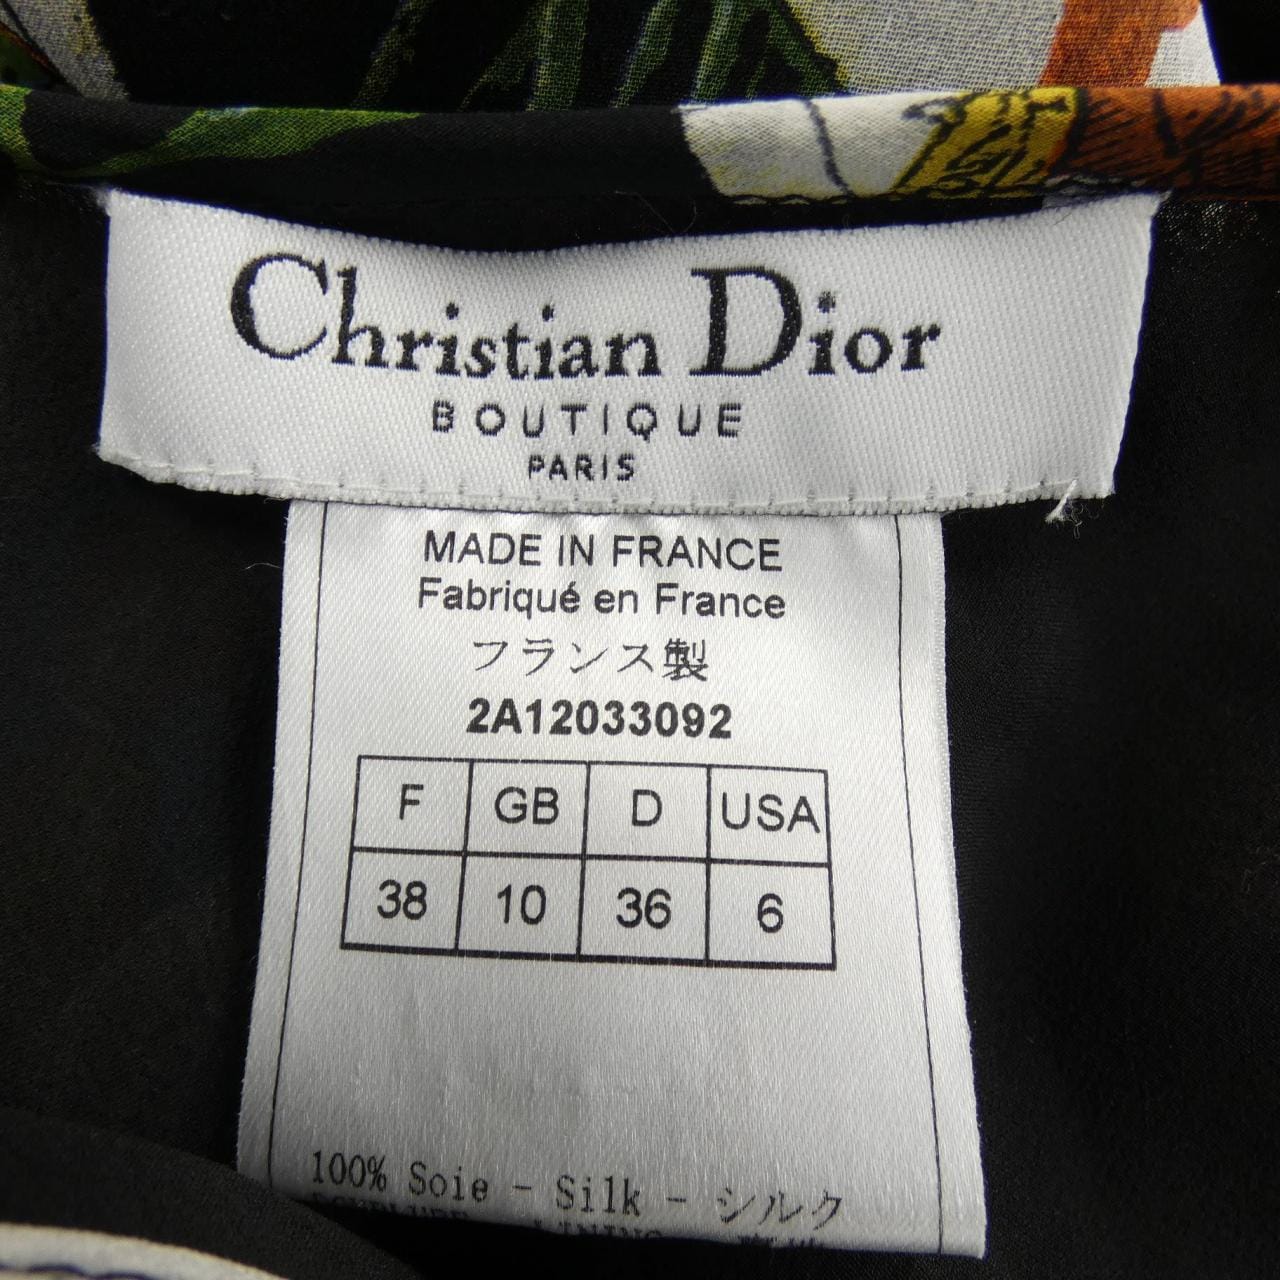 Christian Dior
BOUTIQUE
PARIS
MADE IN FRANCE
Fabriqué en France
フランス製
2A12033092
F GB D USA
38 10 36 6
100% Soie - Silk - シルク